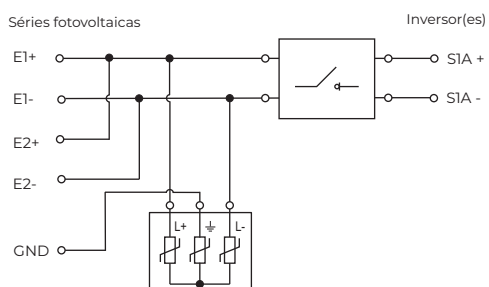 Séries fotovoltaicas
Inversor(es)
E1+
S1A +
E1-
S1A -
E2+
E2-
GND
L+
L-